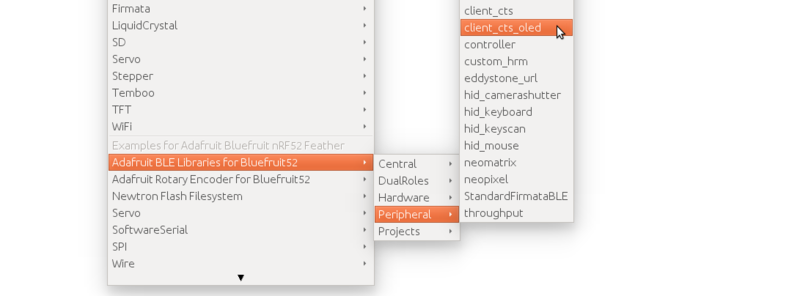 Firmata
LiquidCrystal
SD
Servo
Stepper
Temboo
TFT
WiFi
Examples for Adafruit Bluefruit nRF52 Feather
Adafruit BLE Libraries for Bluefruit52
Adafruit Rotary Encoder for Bluefruit52
Newtron Flash Filesystem
Servo
SoftwareSerial
SPI
Wire
Central
DualRoles
Hardware
Peripheral
Projects
client_cts
client_cts_oled
controller
custom_hrm
eddystone_url
hid_camerashutter
hid_keyboard
hid_keyscan
hid_mouse
neomatrix
neopixel
StandardFirmataBLE
throughput